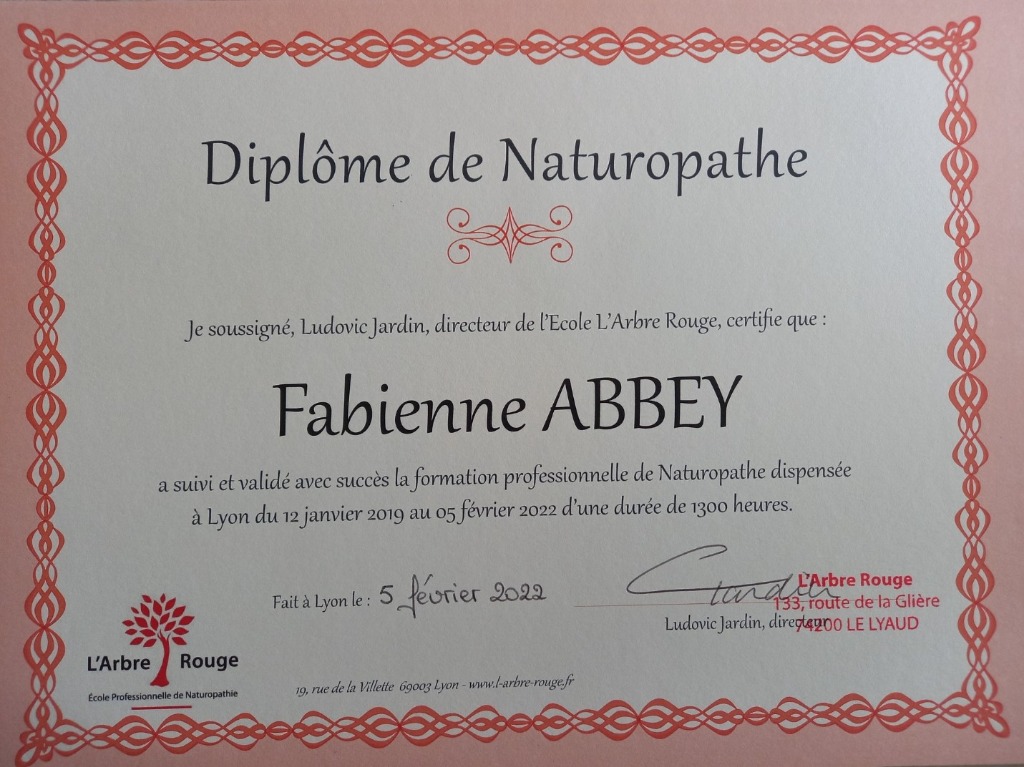 Diplôme de Naturopathe
Je soussigné, Ludovic Jardin, directeur de l'Ecole L'Arbre Rouge, certifie que :
Fabienne ABBEY
a suivi et validé avec succès la formation professionnelle de Naturopathe dispensée
à Lyon du 12 janvier 2019 au 05 février 2022 d'une durée de 1300 heures.
Fait à Lyon le : 5 février 2022
L'Arbre Rouge
133, route de la Glière
74200 LE LYAUD
Ludovic Jardin, directeur
L'Arbre Rouge
École Professionnelle de Naturopathie
19, rue de la Villette 69003 Lyon - www.l-arbre-rouge.fr